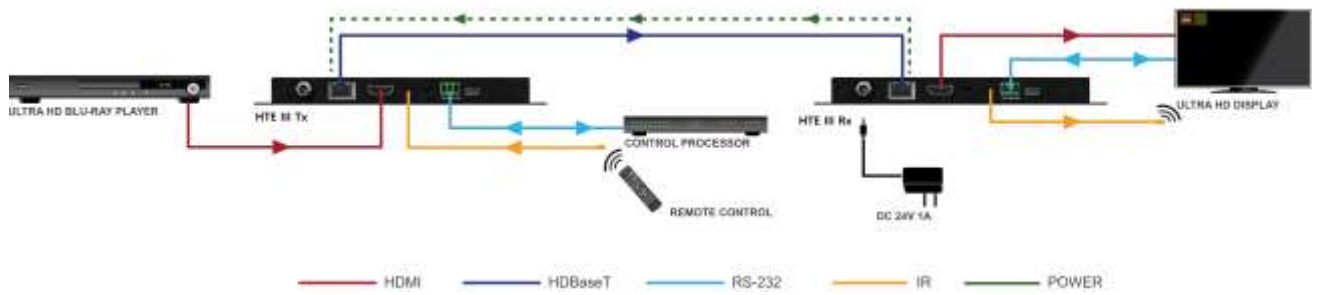 ULTRA HD BLU-RAY PLAYER
HTE III Tx
CONTROL PROCESSOR
REMOTE CONTROL
HTE III Rx
DC 24V 1A
ULTRA HD DISPLAY
HDMI
HDBaseT
RS-232
IR
POWER